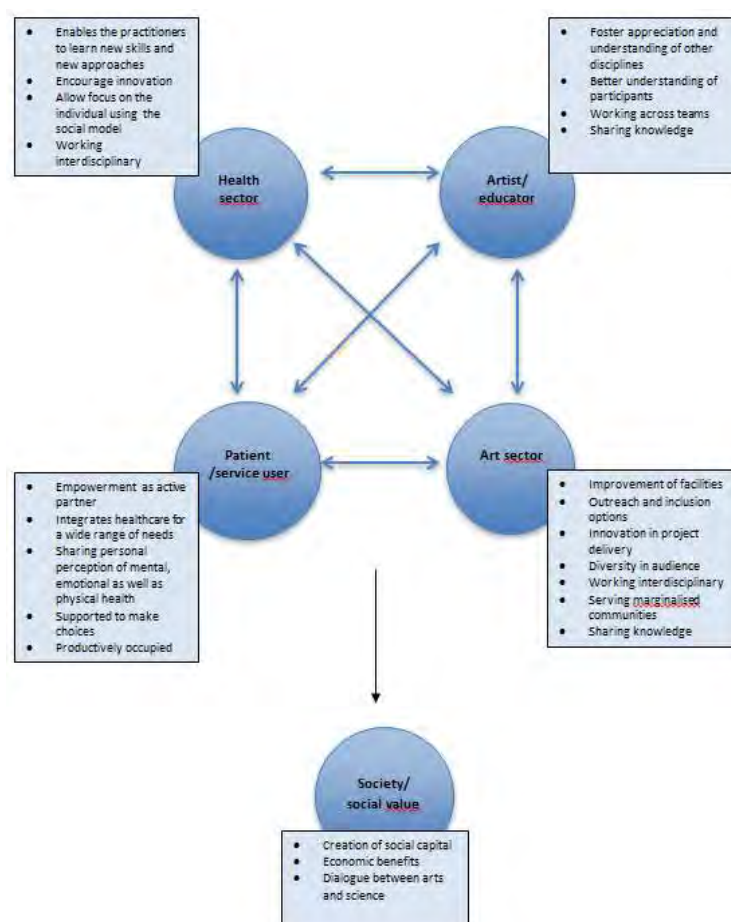 • Enables the practitioners
to learn new skills and
new approaches
• Encourage innovation
• Allow focus on the
individual using the
social model
• Working
interdisciplinary
• Foster appreciation and
understanding of other
disciplines
• Better understanding of
participants
• Working across teams
• Sharing knowledge
Health
sector
Artist/
educator
Patient
/service user
Art sector
• Empowerment as active
partner
• Integrates healthcare for
a wide range of needs
• Sharing personal
perception of mental,
emotional as well as
physical health
• Supported to make
choices
• Productively occupied
• Improvement of facilities
• Outreach and inclusion
options
• Innovation in project
delivery
• Diversity in audience
• Working interdisciplinary
• Serving marginalised
communities
• Sharing knowledge
Society/
social value
• Creation of social capital
• Economic benefits
• Dialogue between arts
and science